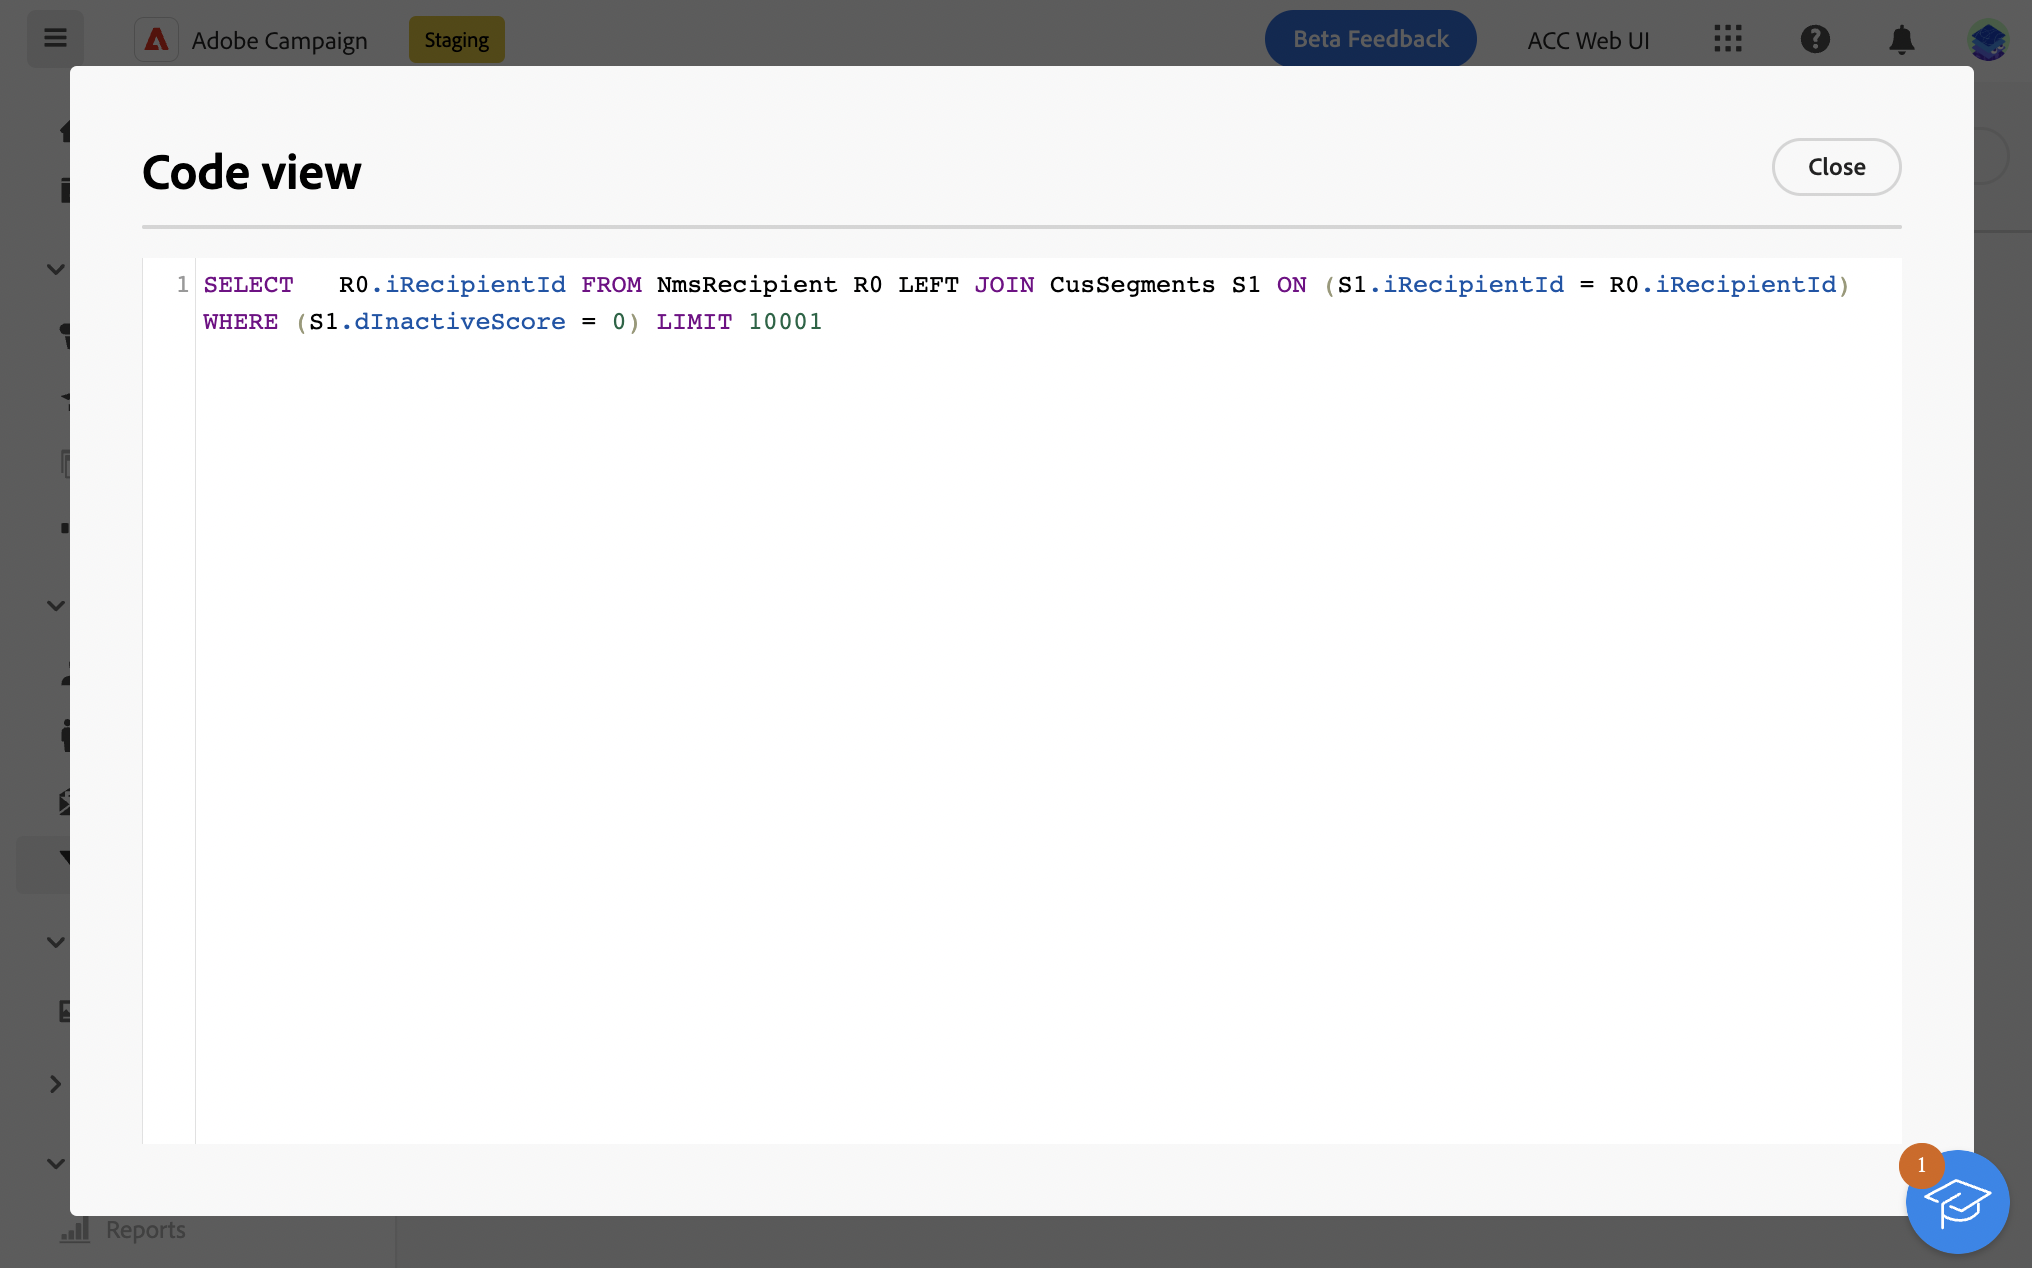 Adobe Campaign
Staging
Beta Feedback
ACC Web UI
Code view
Close
1
SELECT   R0.iRecipientId FROM NmsRecipient R0 LEFT JOIN CusSegments S1 ON (S1.iRecipientId = R0.iRecipientId)
WHERE (S1.dInactiveScore = 0) LIMIT 10001
1
Reports